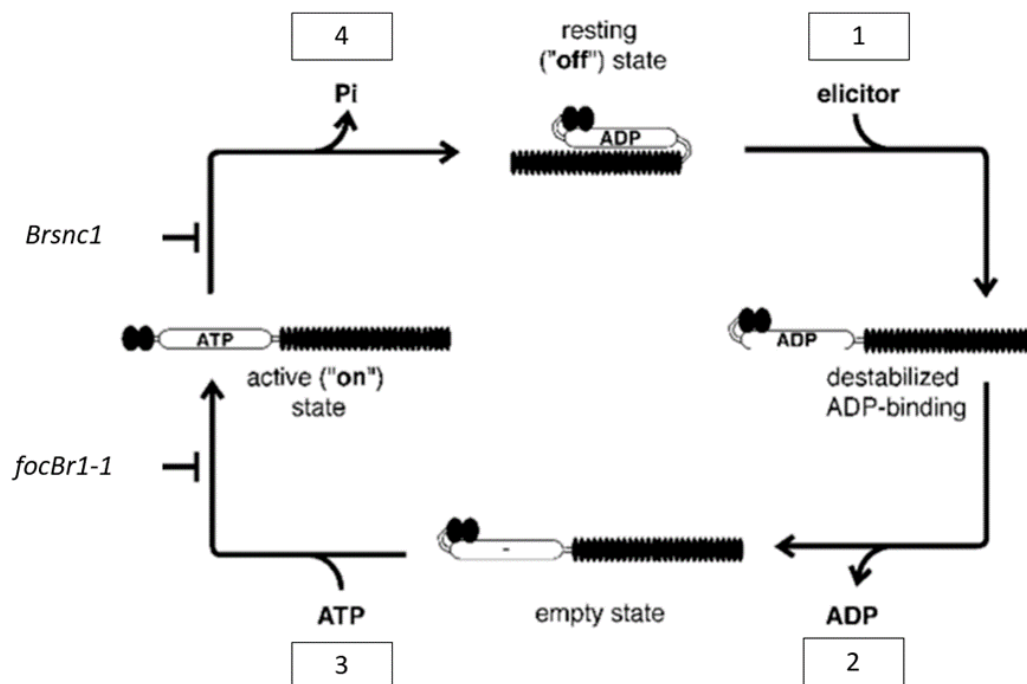 4
resting
("off") state
1
Pi
elicitor
ADP
Brsnc1
ATP
ADP
active ("on")
state
destabilized
ADP-binding
focBr1-1
-
ATP
empty state
ADP
3
2